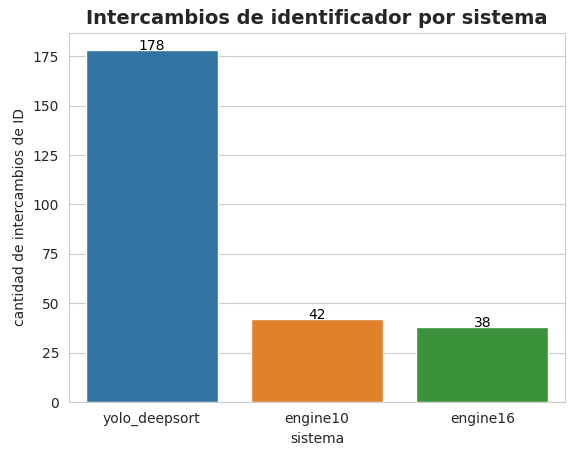 Intercambios de identificador por sistema
cantidad de intercambios de ID
175
150
125
100
75
50
25
0
178
42
38
yolo_deepsort
engine10
engine16
sistema